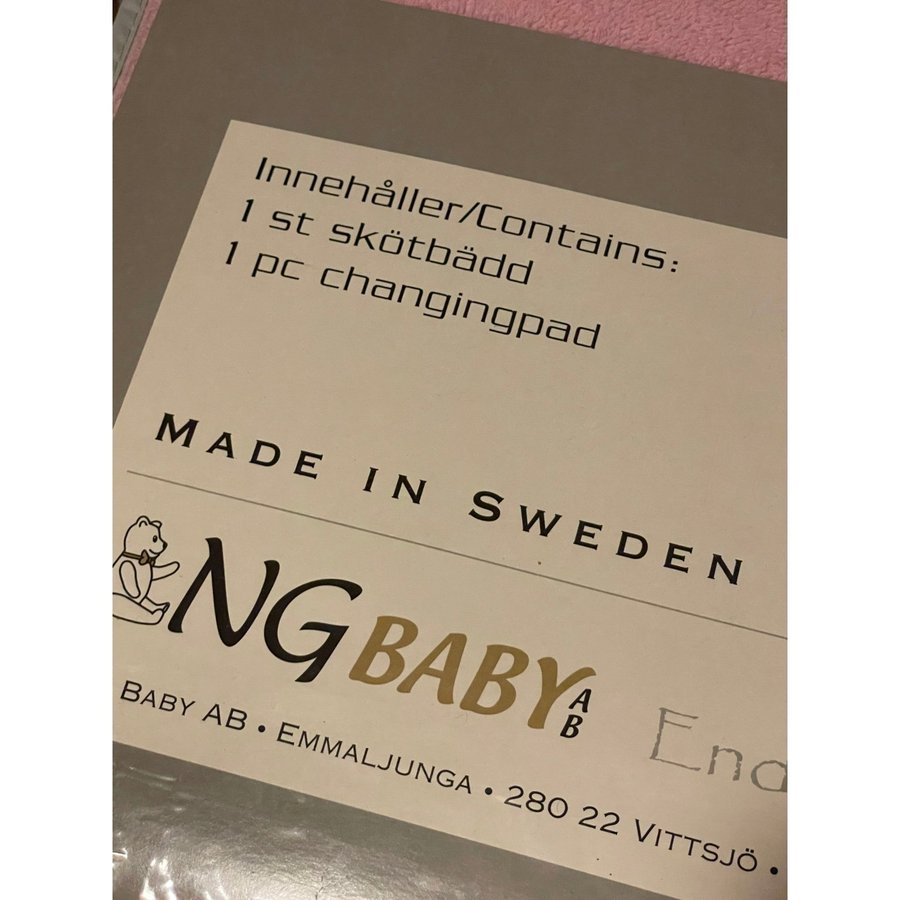 Innehåller/Contains:
1 st skötbädd
1 pc changingpad
MADE IN SWEDEN
NG BABY AB
BABY AB • EMMALJUNGA • 280 22 VITTSJÖ •